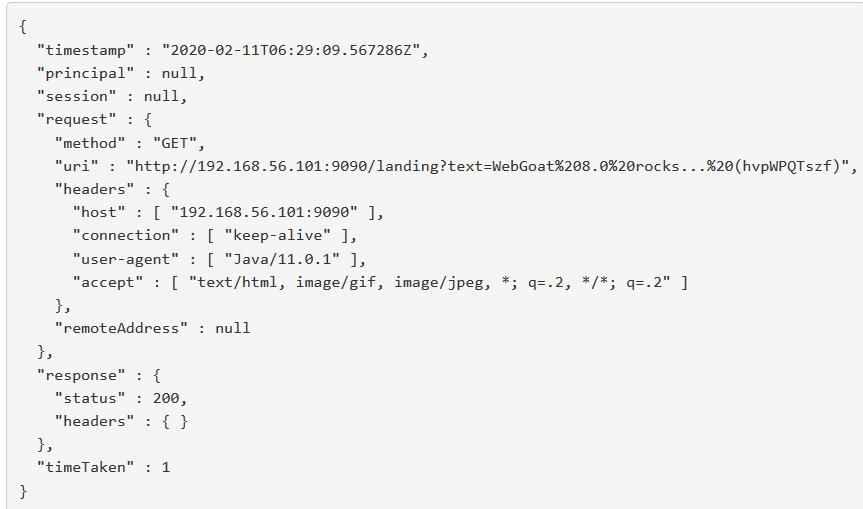 {
  "timestamp" : "2020-02-11T06:29:09.567286Z",
  "principal" : null,
  "session" : null,
  "request" : {
    "method" : "GET",
    "uri" : "http://192.168.56.101:9090/landing?text=WebGoat%208.0%20rocks...%20(hvpWPQTszf)",
    "headers" : {
      "host" : [ "192.168.56.101:9090" ],
      "connection" : [ "keep-alive" ],
      "user-agent" : [ "Java/11.0.1" ],
      "accept" : [ "text/html, image/gif, image/jpeg, *; q=.2, */*; q=.2" ]
    },
    "remoteAddress" : null
  },
  "response" : {
    "status" : 200,
    "headers" : { }
  },
  "timeTaken" : 1
}